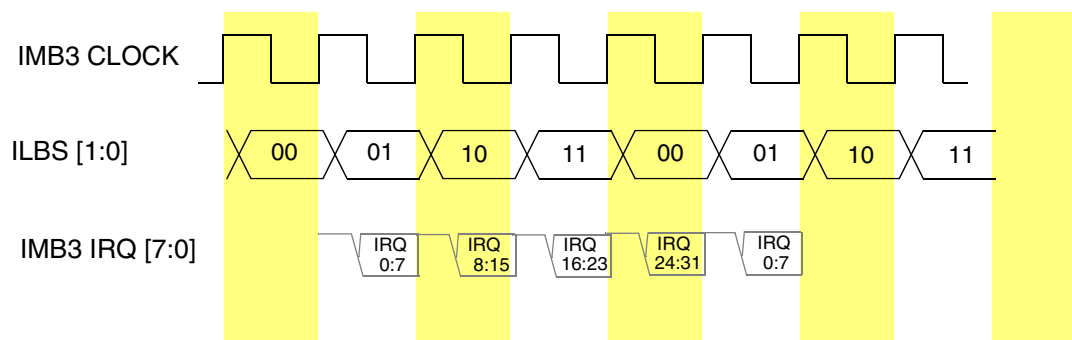 IMB3 CLOCK
ILBS [1:0]
00 01 10 11 00 01 10 11
IMB3 IRQ [7:0]
IRQ 0:7
IRQ 8:15
IRQ 16:23
IRQ 24:31
IRQ 0:7